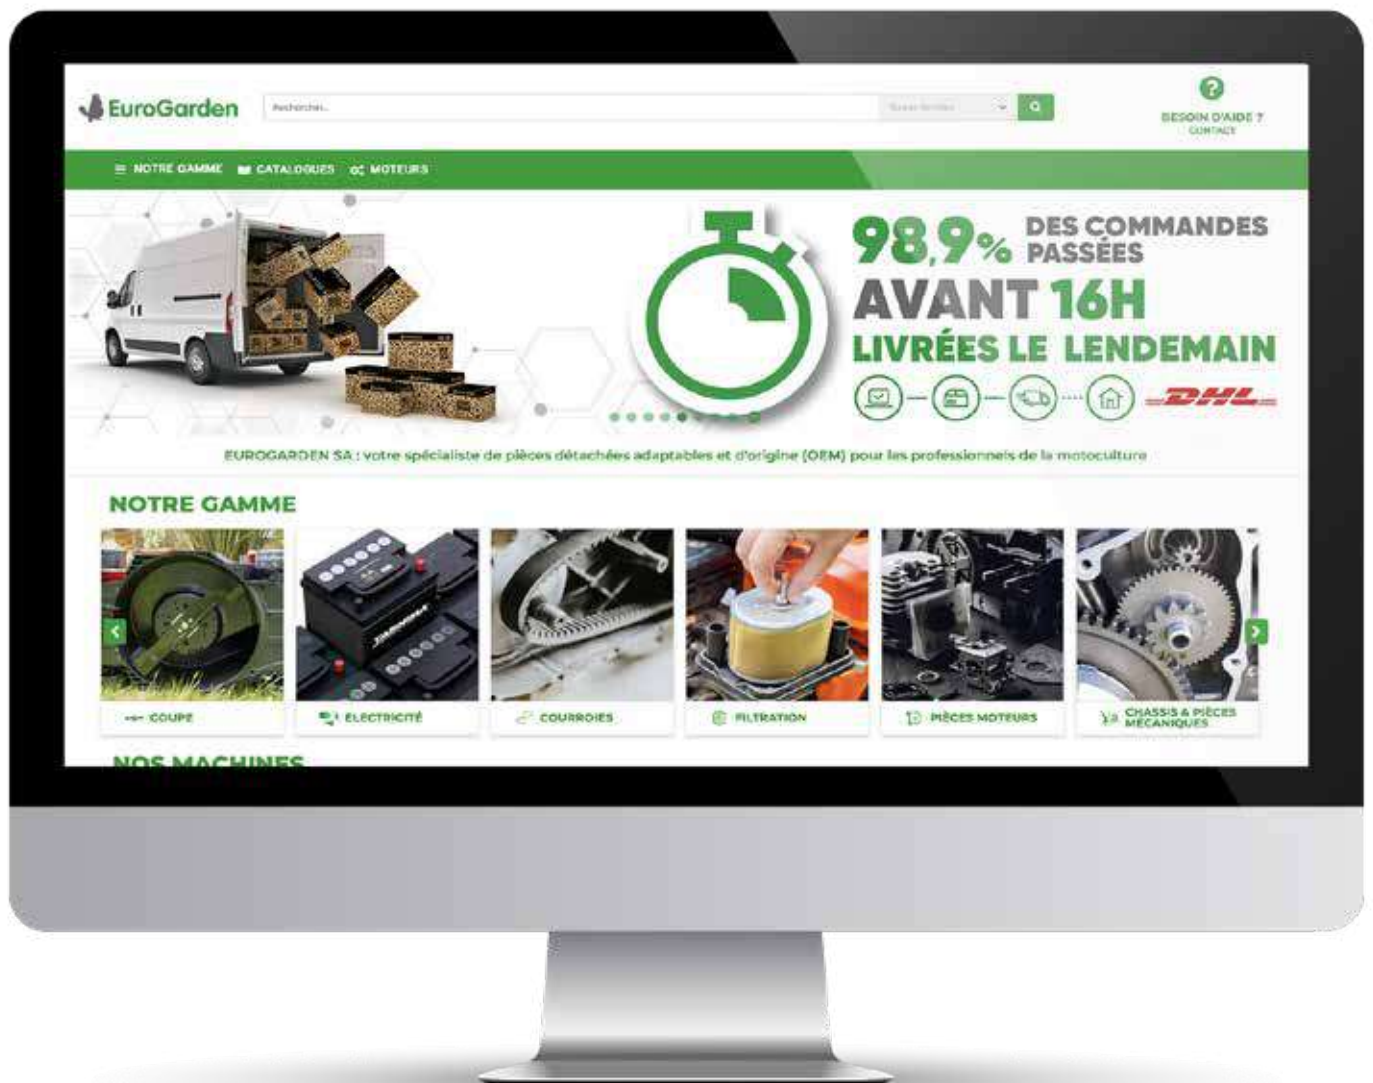 EuroGarden
Rechercher...
?
BESOIN D'AIDE ?
CONTACT
NOTRE GAMME CATALOGUES MOTEURS
98,9% DES COMMANDES
PASSÉES
AVANT 16H
LIVRÉES LE LENDEMAIN
DHL
EUROGARDEN SA : votre spécialiste de pièces détachées adaptables et d'origine (OEM) pour les professionnels de la motoculture
NOTRE GAMME
COUPE
ELECTRICITÉ
COURROIES
FILTRATION
PIÈCES MOTEURS
CHASSIS & PIÈCES
MÉCANIQUES
NOS MACHINES